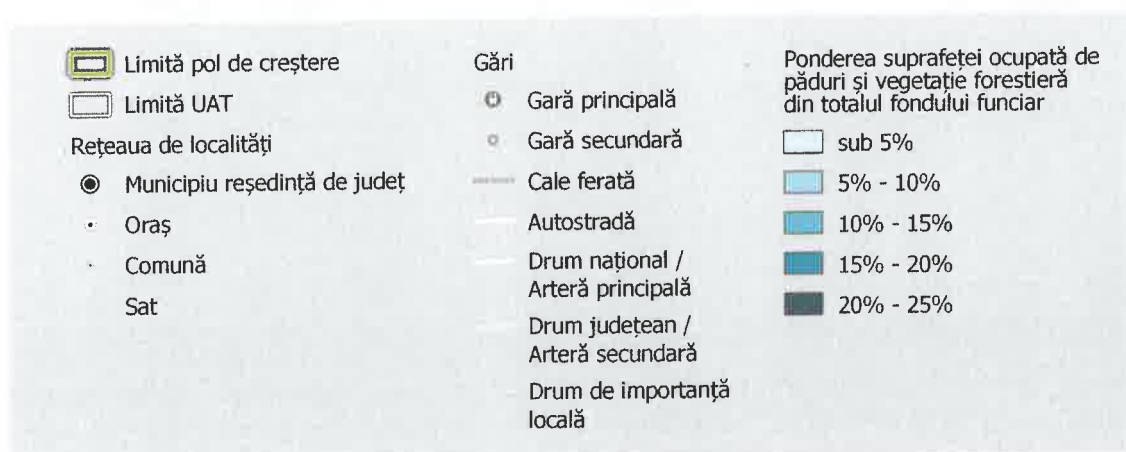 Limită pol de creștere
Limită UAT
Rețeaua de localități
Municipiu reședință de județ
Oraș
Comună
Sat
Gări
Gară principală
Gară secundară
Cale ferată
Autostradă
Drum național /
Arteră principală
Drum județean /
Arteră secundară
Drum de importanță
locală
Ponderea suprafeței ocupată de
păduri și vegetație forestieră
din totalul fondului funciar
sub 5%
5% - 10%
10% - 15%
15% - 20%
20% - 25%